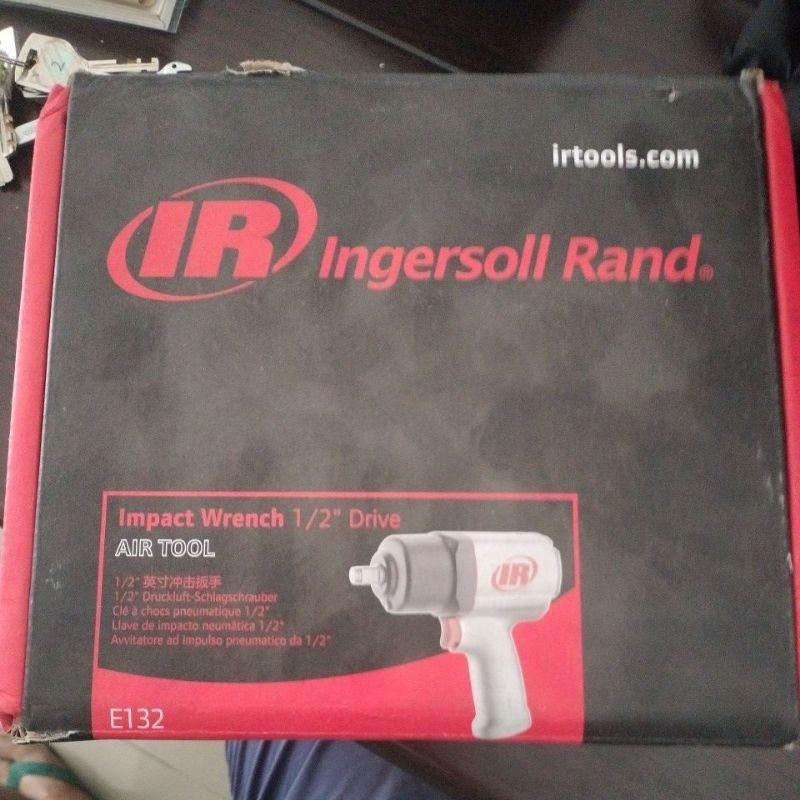 irtools.com
IR Ingersoll Rand®
Impact Wrench 1/2" Drive
AIR TOOL
1/2" 英寸冲击扳手
1/2" Druckluft-Schlagschrauber
Clé à chocs pneumatique 1/2"
Llave de impacto neumática 1/2"
Avvitatore ad impulso pneumatico da 1/2"
IR
E132
2